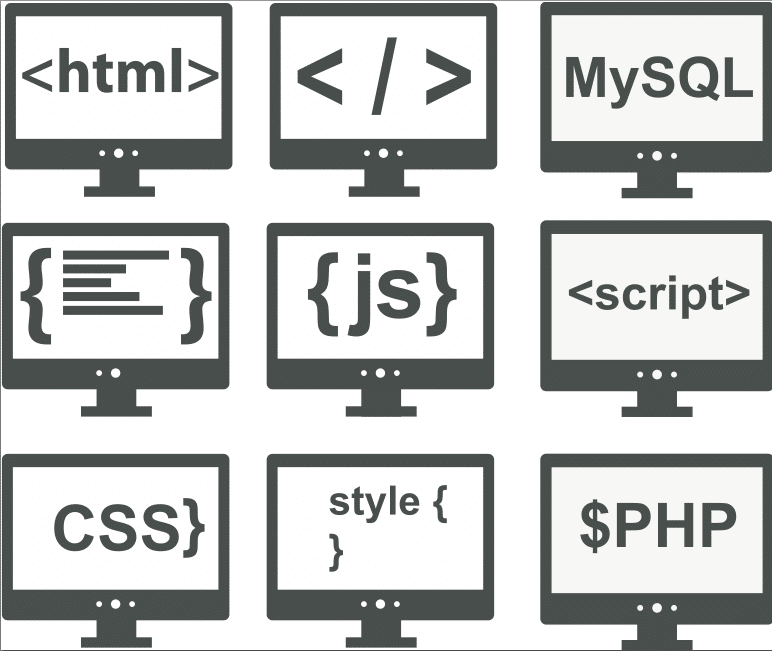 <html>
< / >
MySQL
{ }
{js}
<script>
CSS}
style {
}
$PHP